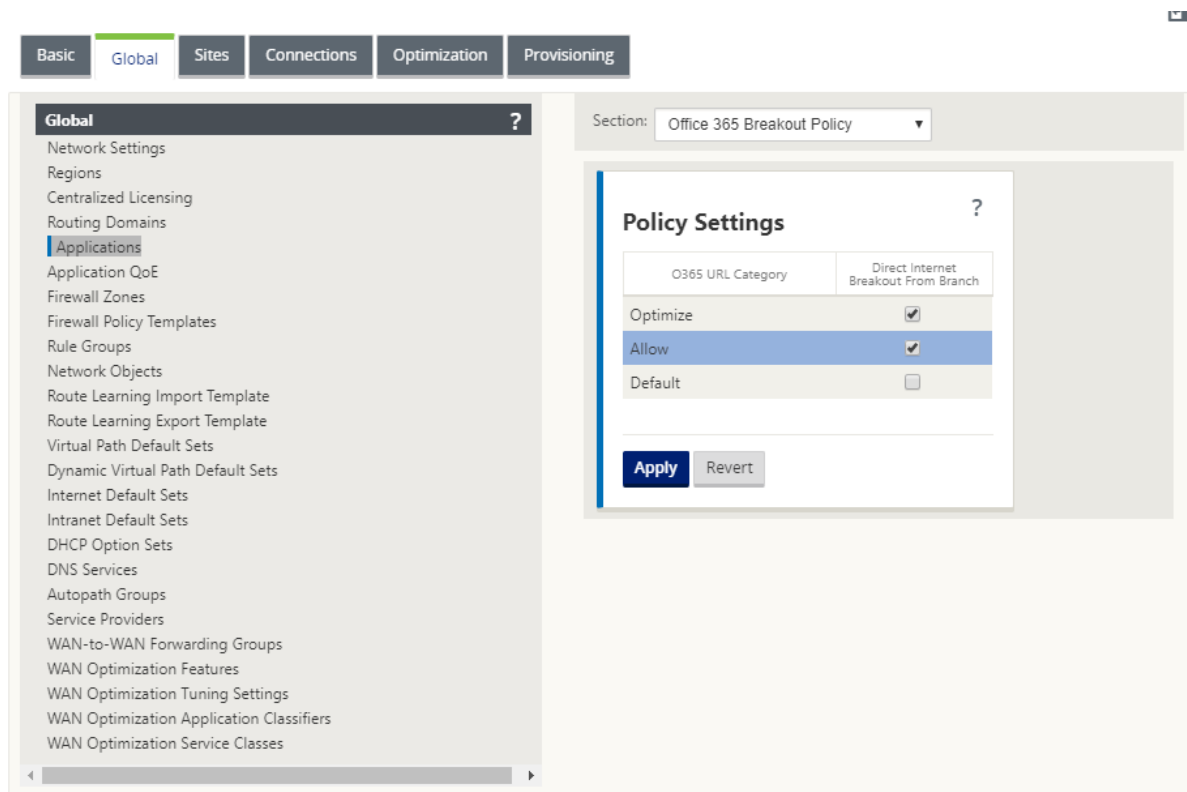 Basic Global Sites Connections Optimization Provisioning
Global ?
Network Settings
Regions
Centralized Licensing
Routing Domains
Applications
Application QoE
Firewall Zones
Firewall Policy Templates
Rule Groups
Network Objects
Route Learning Import Template
Route Learning Export Template
Virtual Path Default Sets
Dynamic Virtual Path Default Sets
Internet Default Sets
Intranet Default Sets
DHCP Option Sets
DNS Services
Autopath Groups
Service Providers
WAN-to-WAN Forwarding Groups
WAN Optimization Features
WAN Optimization Tuning Settings
WAN Optimization Application Classifiers
WAN Optimization Service Classes
Section: Office 365 Breakout Policy
Policy Settings ?
O365 URL Category
Direct Internet
Breakout From Branch
Optimize
Allow
Default
Apply Revert